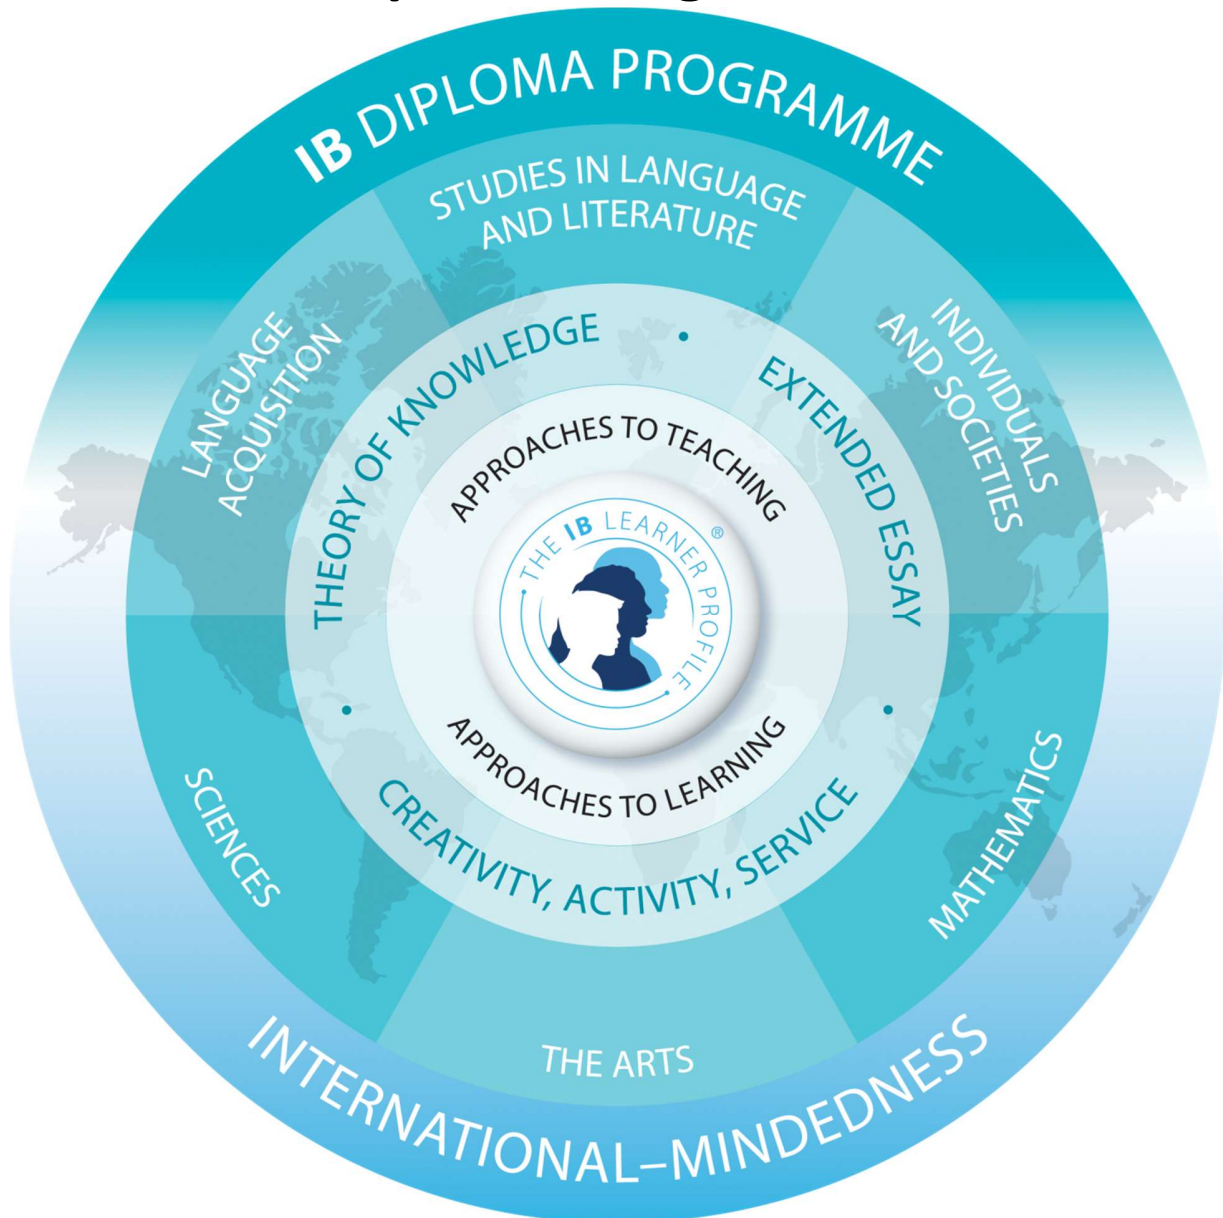 IB DIPLOMA PROGRAMME
STUDIES IN LANGUAGE
AND LITERATURE
LANGUAGE
ACQUISITION
INDIVIDUALS
AND SOCIETIES
THEORY OF KNOWLEDGE
EXTENDED ESSAY
APPROACHES TO TEACHING
THE IB LEARNER PROFILE ®
APPROACHES TO LEARNING
CREATIVITY, ACTIVITY, SERVICE
SCIENCES
MATHEMATICS
THE ARTS
INTERNATIONAL–MINDEDNESS